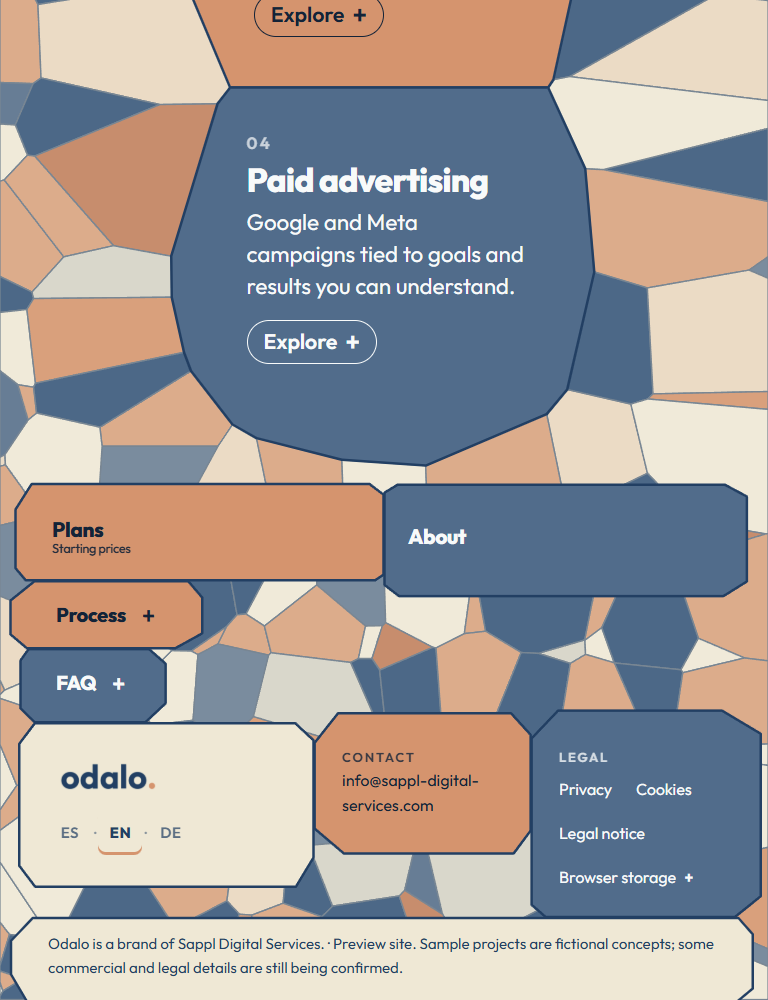 Explore +
04
Paid advertising
Google and Meta
campaigns tied to goals and
results you can understand.
Explore +
Plans
Starting prices
About
Process +
FAQ +
odalo.
ES · EN · DE
CONTACT
info@sappl-digital-
services.com
LEGAL
Privacy Cookies
Legal notice
Browser storage +
Odalo is a brand of Sappl Digital Services. · Preview site. Sample projects are fictional concepts; some
commercial and legal details are still being confirmed.